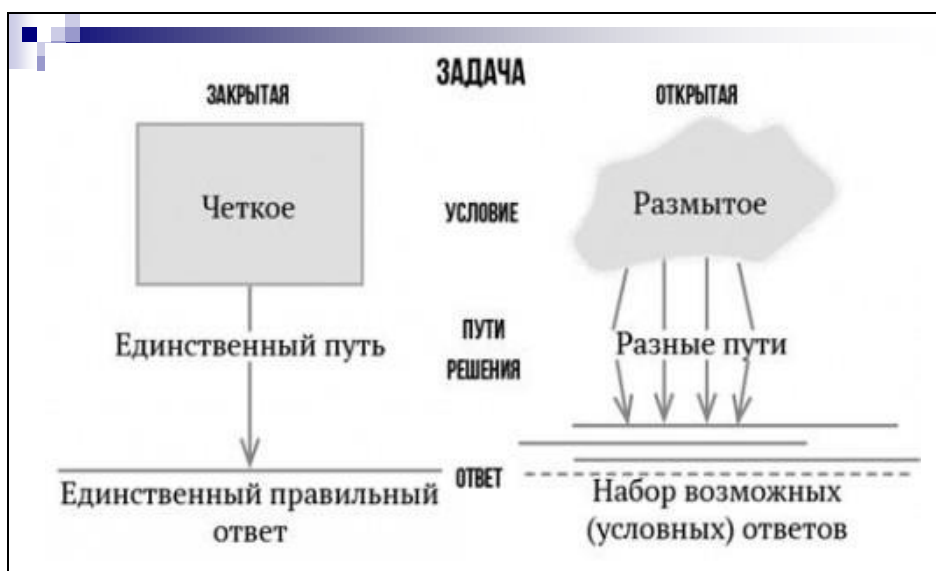 ЗАДАЧА
ЗАКРЫТАЯ
ОТКРЫТАЯ
Четкое
УСЛОВИЕ
Размытое
Единственный путь
ПУТИ
РЕШЕНИЯ
Разные пути
Единственный правильный
ответ
ОТВЕТ
Набор возможных
(условных) ответов